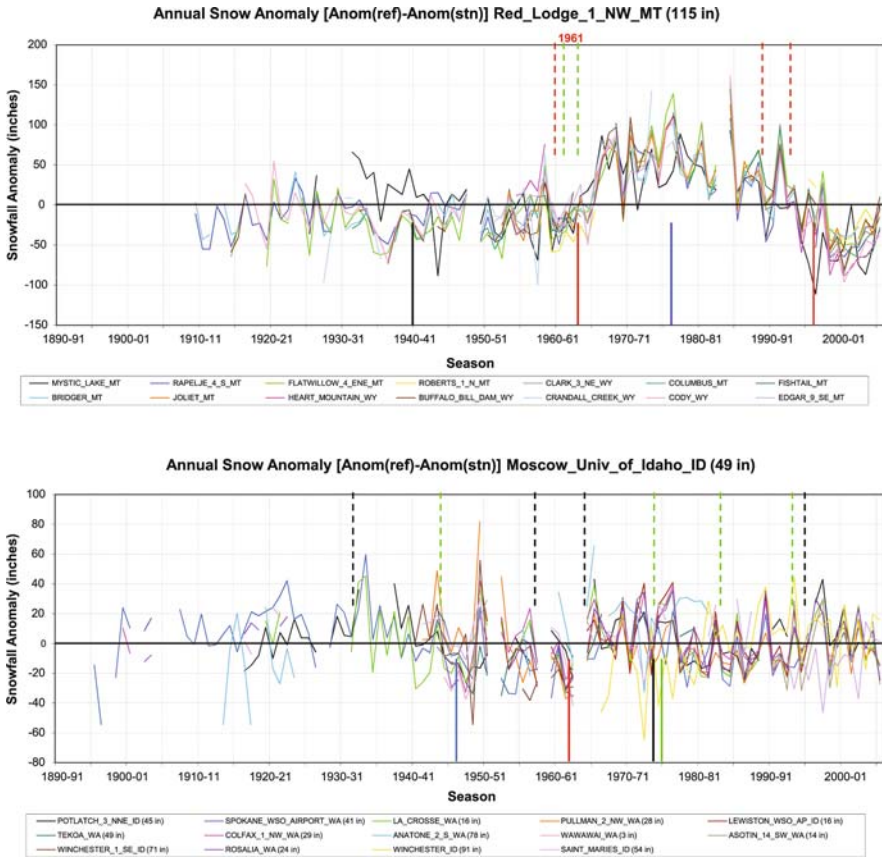 Annual Snow Anomaly [Anom(ref)-Anom(stn)] Red_Lodge_1_NW_MT (115 in)
1961
200
150
100
50
0
-50
-100
-150
Snowfall Anomaly (inches)
1890-91 1900-01 1910-11 1920-21 1930-31 1940-41 1950-51 1960-61 1970-71 1980-81 1990-91 2000-01
Season
MYSTIC_LAKE_MT RAPELJE_4_S_MT FLATWILLOW_4_ENE_MT ROBERTS_1_N_MT CLARK_3_NE_WY COLUMBUS_MT FISHTAIL_MT
BRIDGER_MT JOLIET_MT HEART_MOUNTAIN_WY BUFFALO_BILL_DAM_WY CRANDALL_CREEK_WY CODY_WY EDGAR_9_SE_MT
Annual Snow Anomaly [Anom(ref)-Anom(stn)] Moscow_Univ_of_Idaho_ID (49 in)
100
80
60
40
20
0
-20
-40
-60
-80
Snowfall Anomaly (inches)
1890-91 1900-01 1910-11 1920-21 1930-31 1940-41 1950-51 1960-61 1970-71 1980-81 1990-91 2000-01
Season
POTLATCH_3_NNE_ID (45 in) SPOKANE_WSO_AIRPORT_WA (41 in) LA_CROSSE_WA (16 in) PULLMAN_2_NW_WA (28 in) LEWISTON_WSO_AP_ID (16 in)
TEKOA_WA (49 in) COLFAX_1_NW_WA (29 in) ANATONE_2_S_WA (78 in) WAWAWAI_WA (3 in) ASOTIN_14_SW_WA (14 in)
WINCHESTER_1_SE_ID (71 in) ROSALIA_WA (24 in) WINCHESTER_ID (91 in) SAINT_MARIES_ID (54 in)